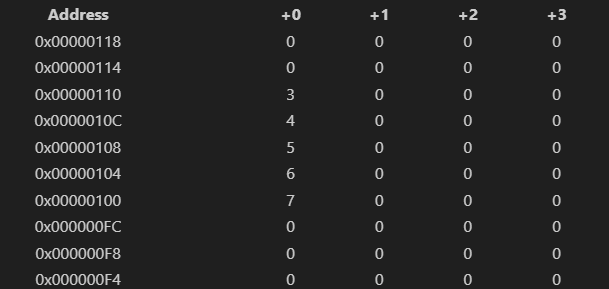 Address +0 +1 +2 +3
0x00000118 0 0 0 0
0x00000114 0 0 0 0
0x00000110 3 0 0 0
0x0000010C 4 0 0 0
0x00000108 5 0 0 0
0x00000104 6 0 0 0
0x00000100 7 0 0 0
0x000000FC 0 0 0 0
0x000000F8 0 0 0 0
0x000000F4 0 0 0 0